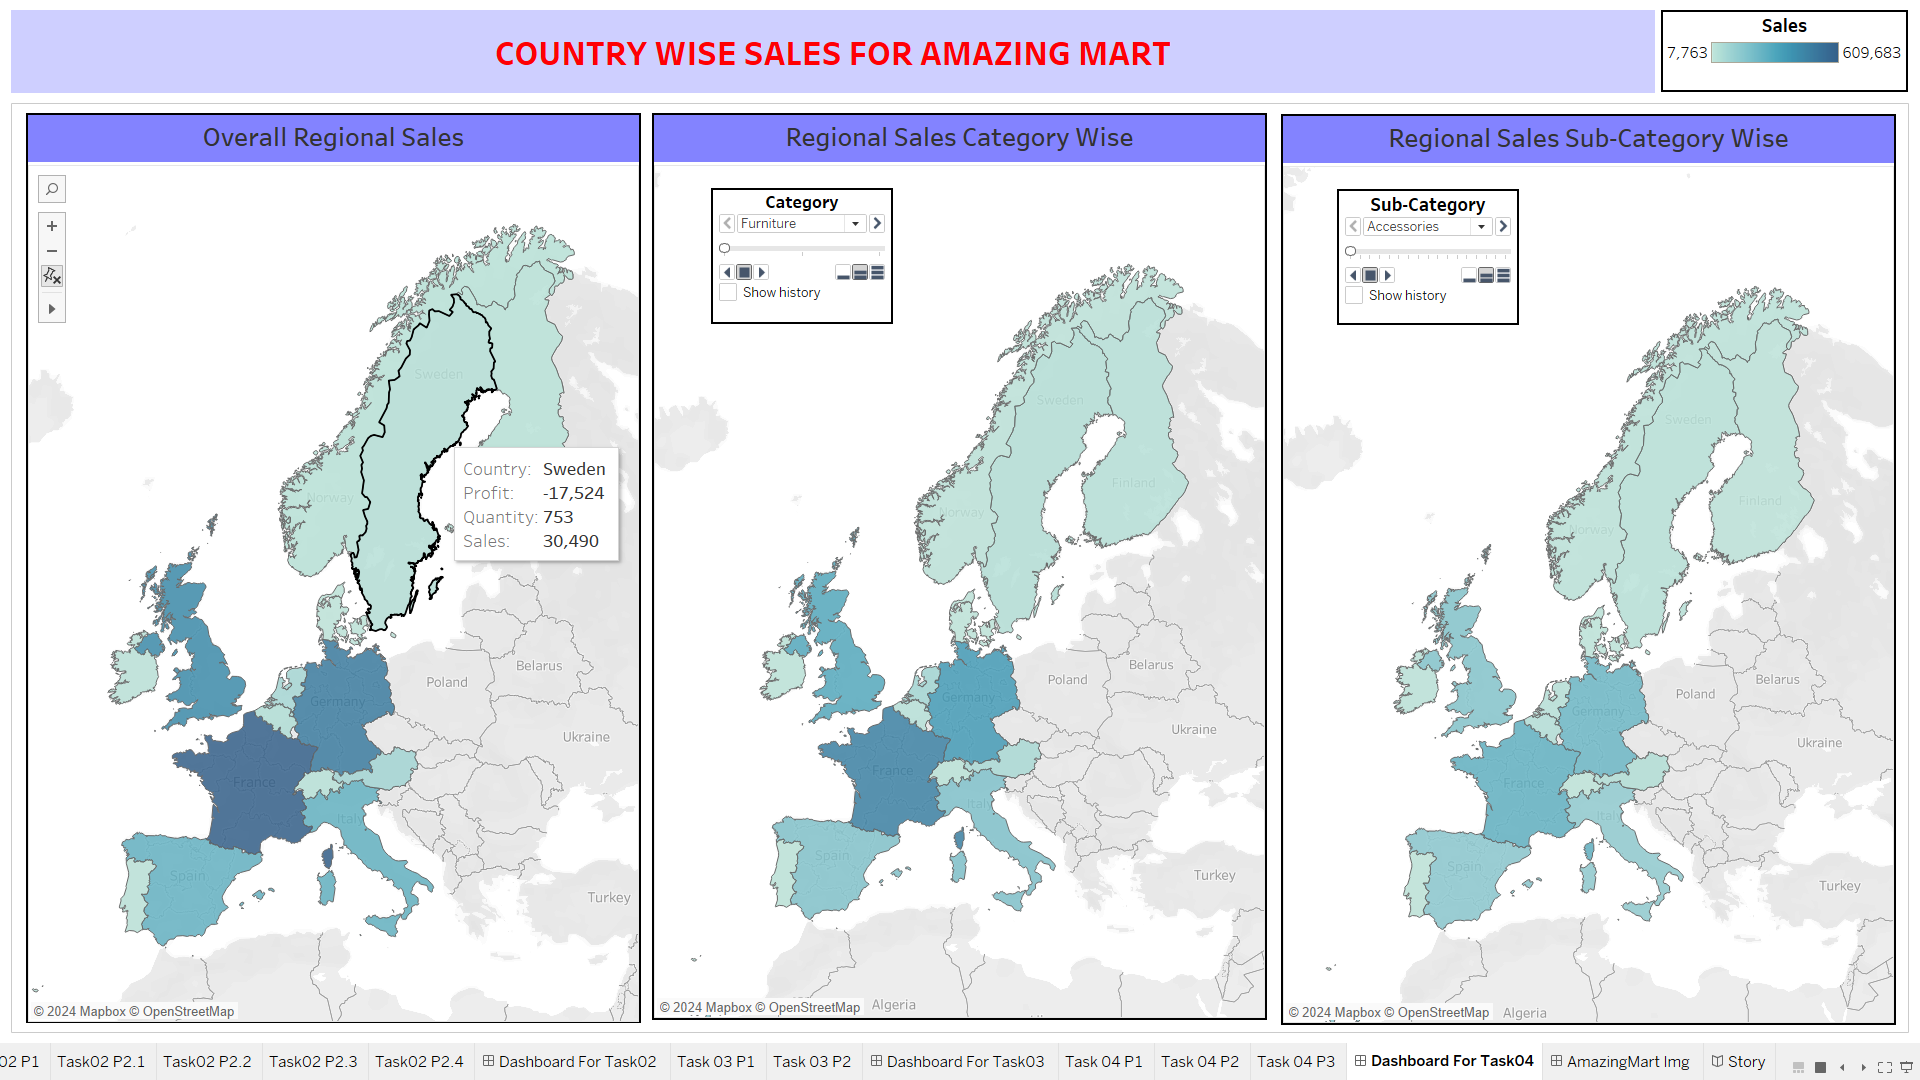 COUNTRY WISE SALES FOR AMAZING MART
Sales
7,763 609,683
Overall Regional Sales
Sweden
Norway
Country: Sweden
Profit: -17,524
Quantity: 753
Sales: 30,490
Belarus
Poland
Germany
Ukraine
France
Italy
Spain
Turkey
© 2024 Mapbox © OpenStreetMap
Regional Sales Category Wise
Category
Furniture
Show history
Sweden
Finland
Norway
Belarus
Poland
Germany
Ukraine
France
Italy
Spain
Turkey
© 2024 Mapbox © OpenStreetMap
Algeria
Regional Sales Sub-Category Wise
Sub-Category
Accessories
Show history
Sweden
Finland
Norway
Belarus
Poland
Germany
Ukraine
France
Italy
Spain
Turkey
© 2024 Mapbox © OpenStreetMap
Algeria
02 P1 Task02 P2.1 Task02 P2.2 Task02 P2.3 Task02 P2.4 Dashboard For Task02 Task 03 P1 Task 03 P2 Dashboard For Task03 Task 04 P1 Task 04 P2 Task 04 P3 Dashboard For Task04 AmazingMart Img Story